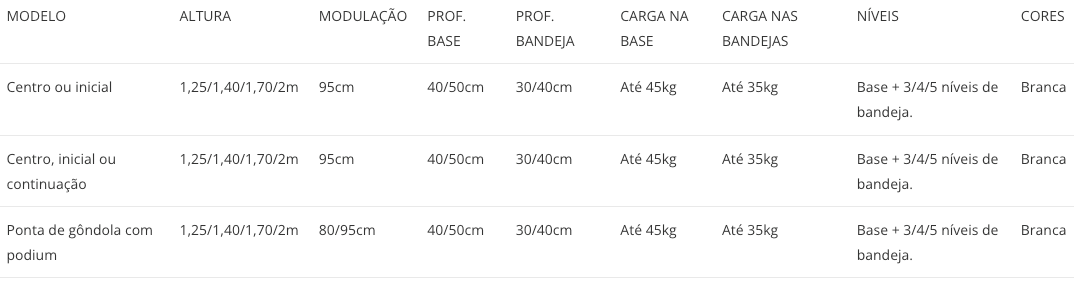 MODELO ALTURA MODULAÇÃO PROF. BASE PROF. BANDEJA CARGA NA BASE CARGA NAS BANDEJAS NÍVEIS CORES
Centro ou inicial 1,25/1,40/1,70/2m 95cm 40/50cm 30/40cm Até 45kg Até 35kg Base + 3/4/5 níveis de bandeja. Branca
Centro, inicial ou continuação 1,25/1,40/1,70/2m 95cm 40/50cm 30/40cm Até 45kg Até 35kg Base + 3/4/5 níveis de bandeja. Branca
Ponta de gôndola com podium 1,25/1,40/1,70/2m 80/95cm 40/50cm 30/40cm Até 45kg Até 35kg Base + 3/4/5 níveis de bandeja. Branca